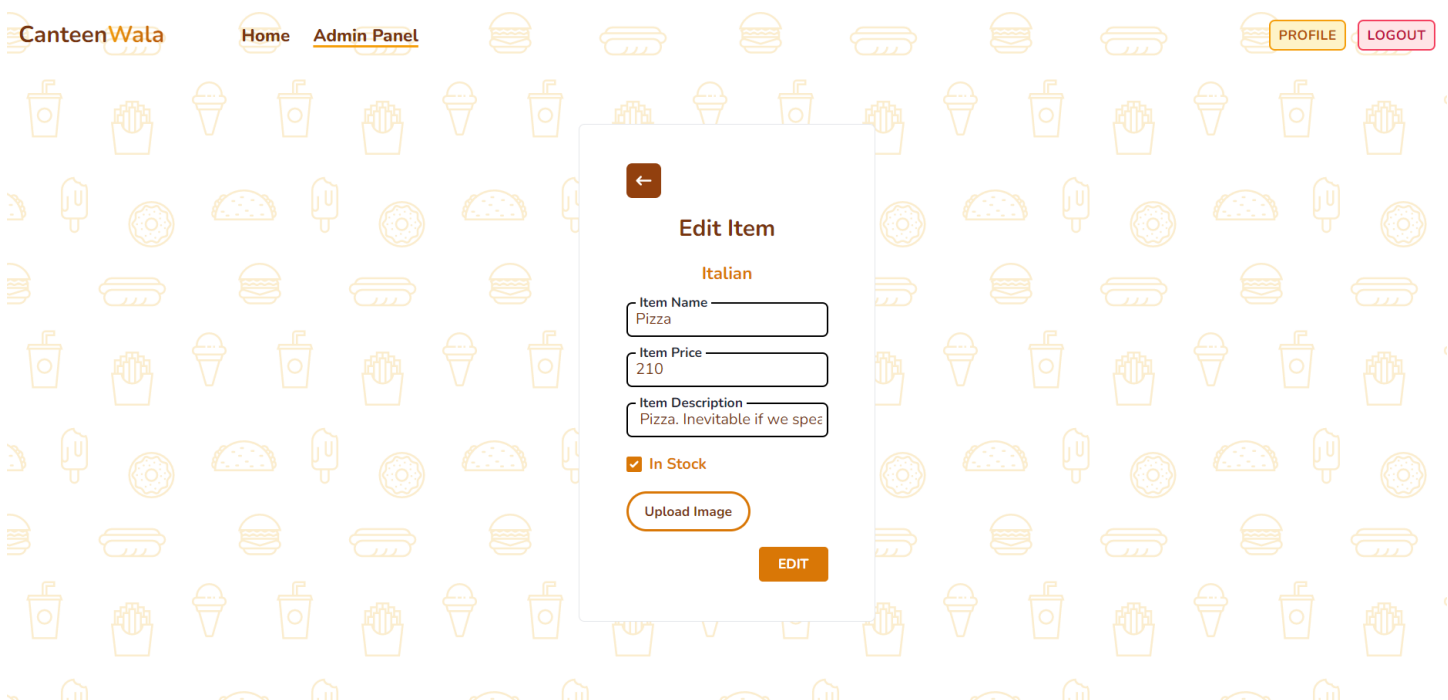 CanteenWala
Home Admin Panel
PROFILE LOGOUT
Edit Item
Italian
Item Name
Pizza
Item Price
210
Item Description
Pizza. Inevitable if we spea
In Stock
Upload Image
EDIT